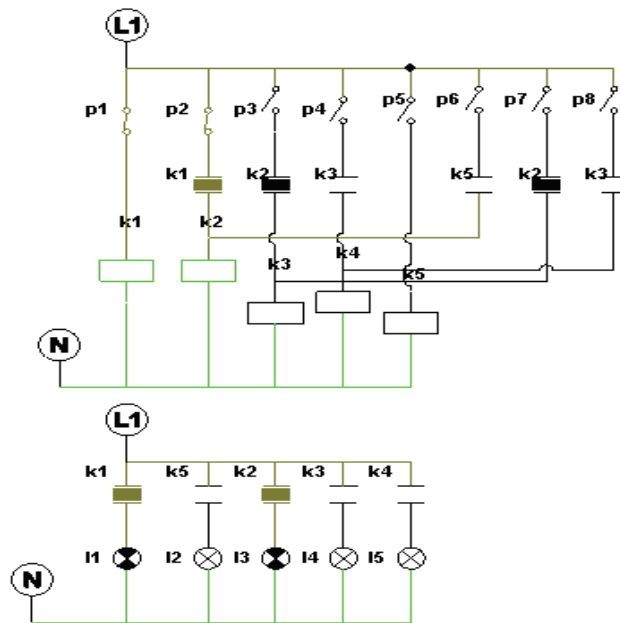 L1
p1 p2 p3 p4 p5 p6 p7 p8
k1 k2 k3 k5 k2 k3
k1 k2 k4
k3 k5
N
L1
k1 k5 k2 k3 k4
l1 l2 l3 l4 l5
N